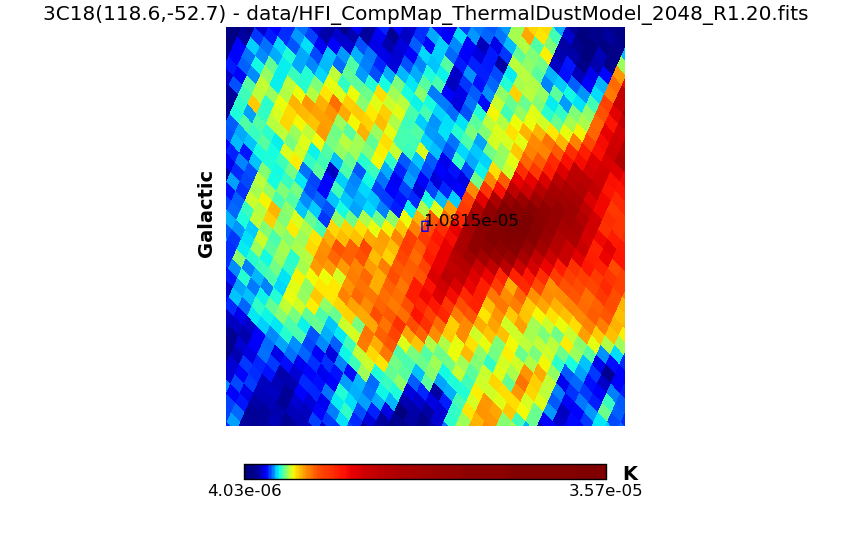 3C18(118.6,-52.7) - data/HFI_CompMap_ThermalDustModel_2048_R1.20.fits
Galactic
1.0815e-05
K
4.03e-06
3.57e-05